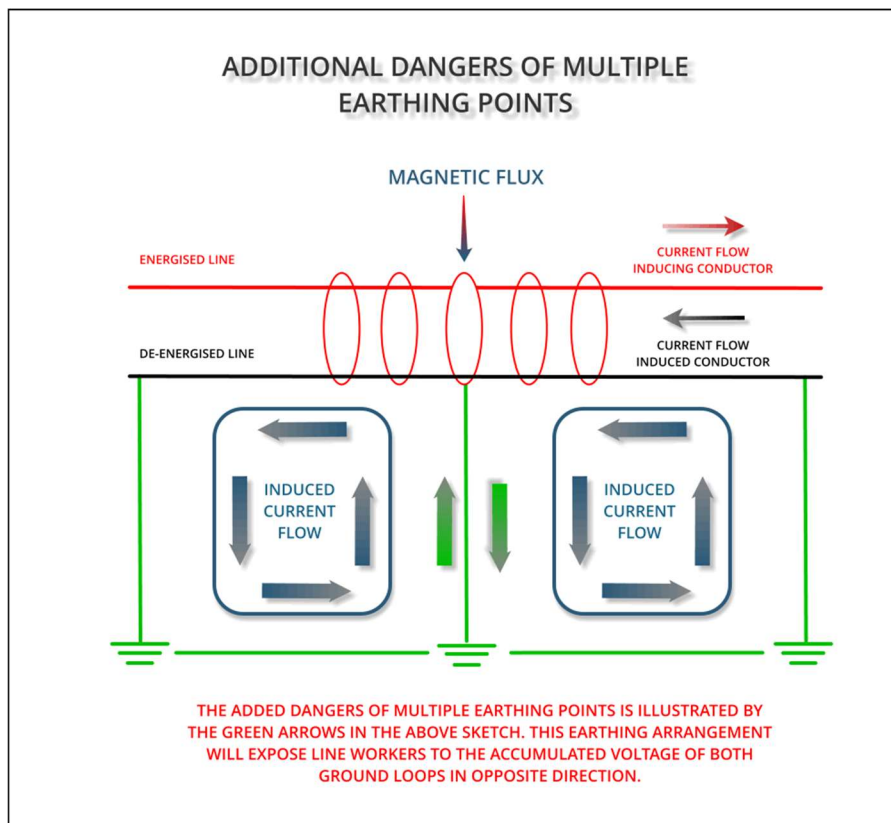 ADDITIONAL DANGERS OF MULTIPLE
EARTHING POINTS
MAGNETIC FLUX
ENERGISED LINE
CURRENT FLOW
INDUCING CONDUCTOR
DE-ENERGISED LINE
CURRENT FLOW
INDUCED CONDUCTOR
INDUCED
CURRENT
FLOW
INDUCED
CURRENT
FLOW
THE ADDED DANGERS OF MULTIPLE EARTHING POINTS IS ILLUSTRATED BY
THE GREEN ARROWS IN THE ABOVE SKETCH. THIS EARTHING ARRANGEMENT
WILL EXPOSE LINE WORKERS TO THE ACCUMULATED VOLTAGE OF BOTH
GROUND LOOPS IN OPPOSITE DIRECTION.